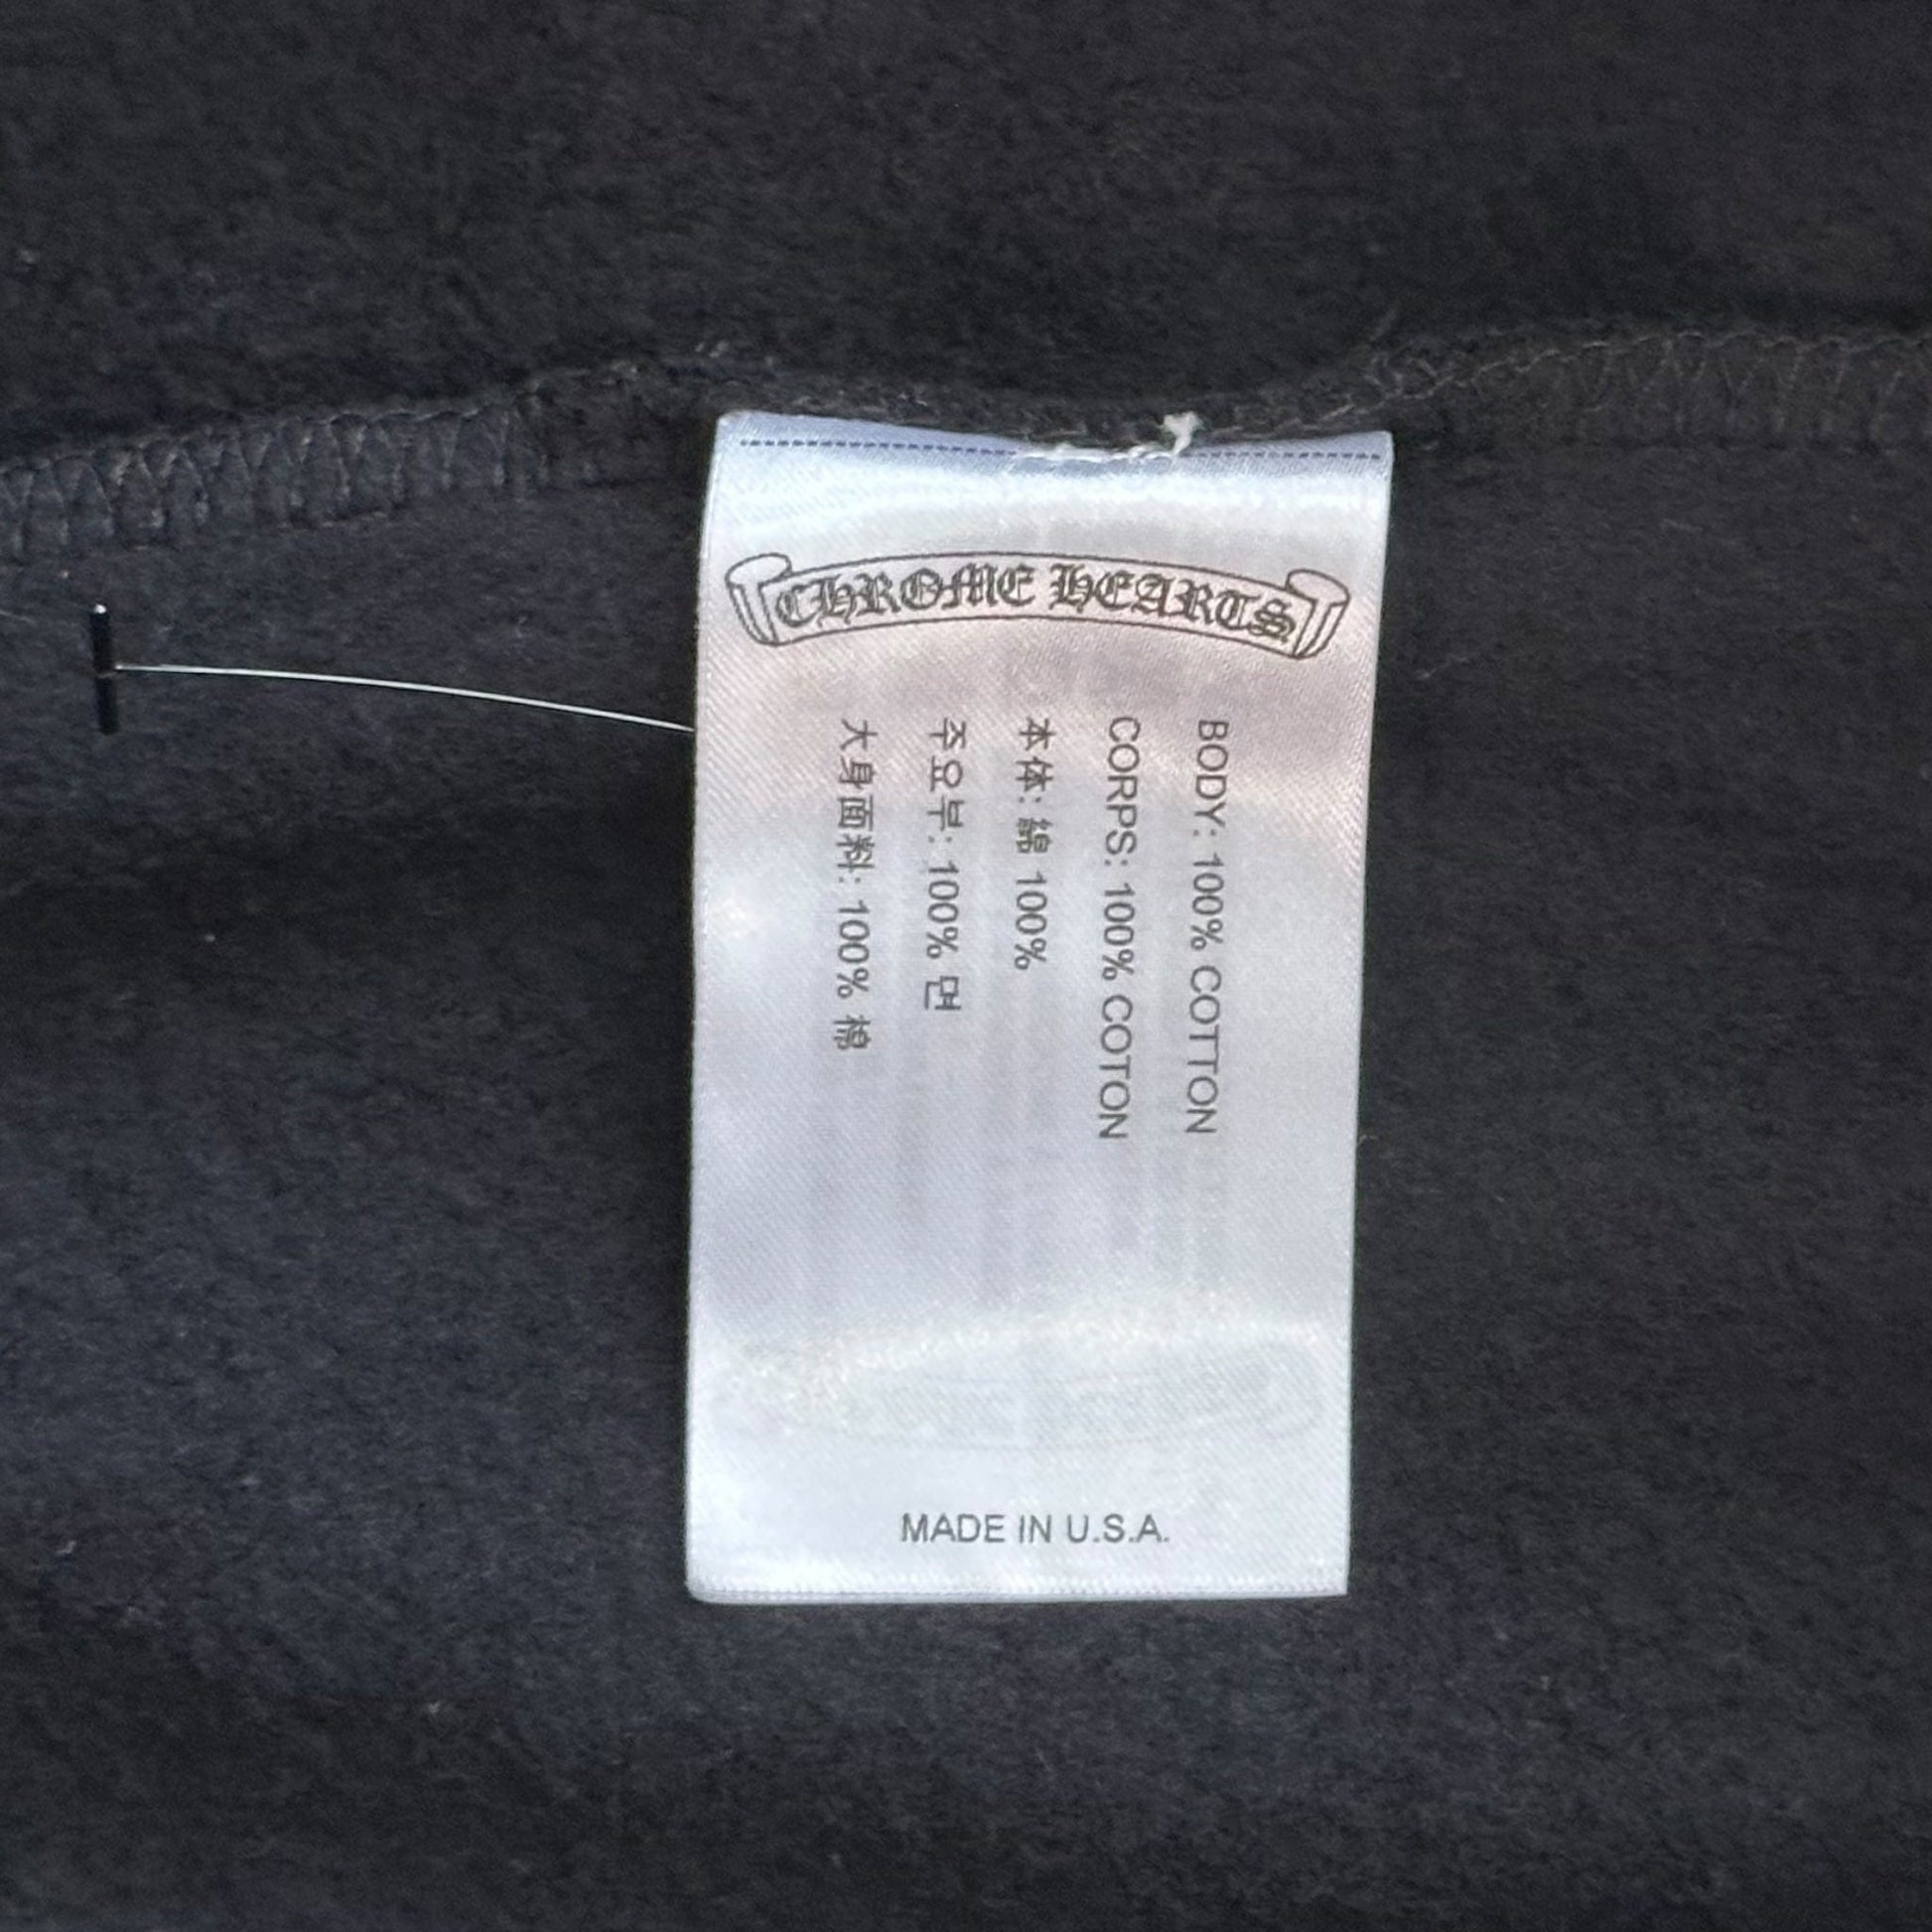 CHROME HEARTS
BODY: 100% COTTON
CORPS: 100% COTON
本体: 綿 100%
주요부: 100% 면
大身面料: 100% 棉
MADE IN U.S.A.